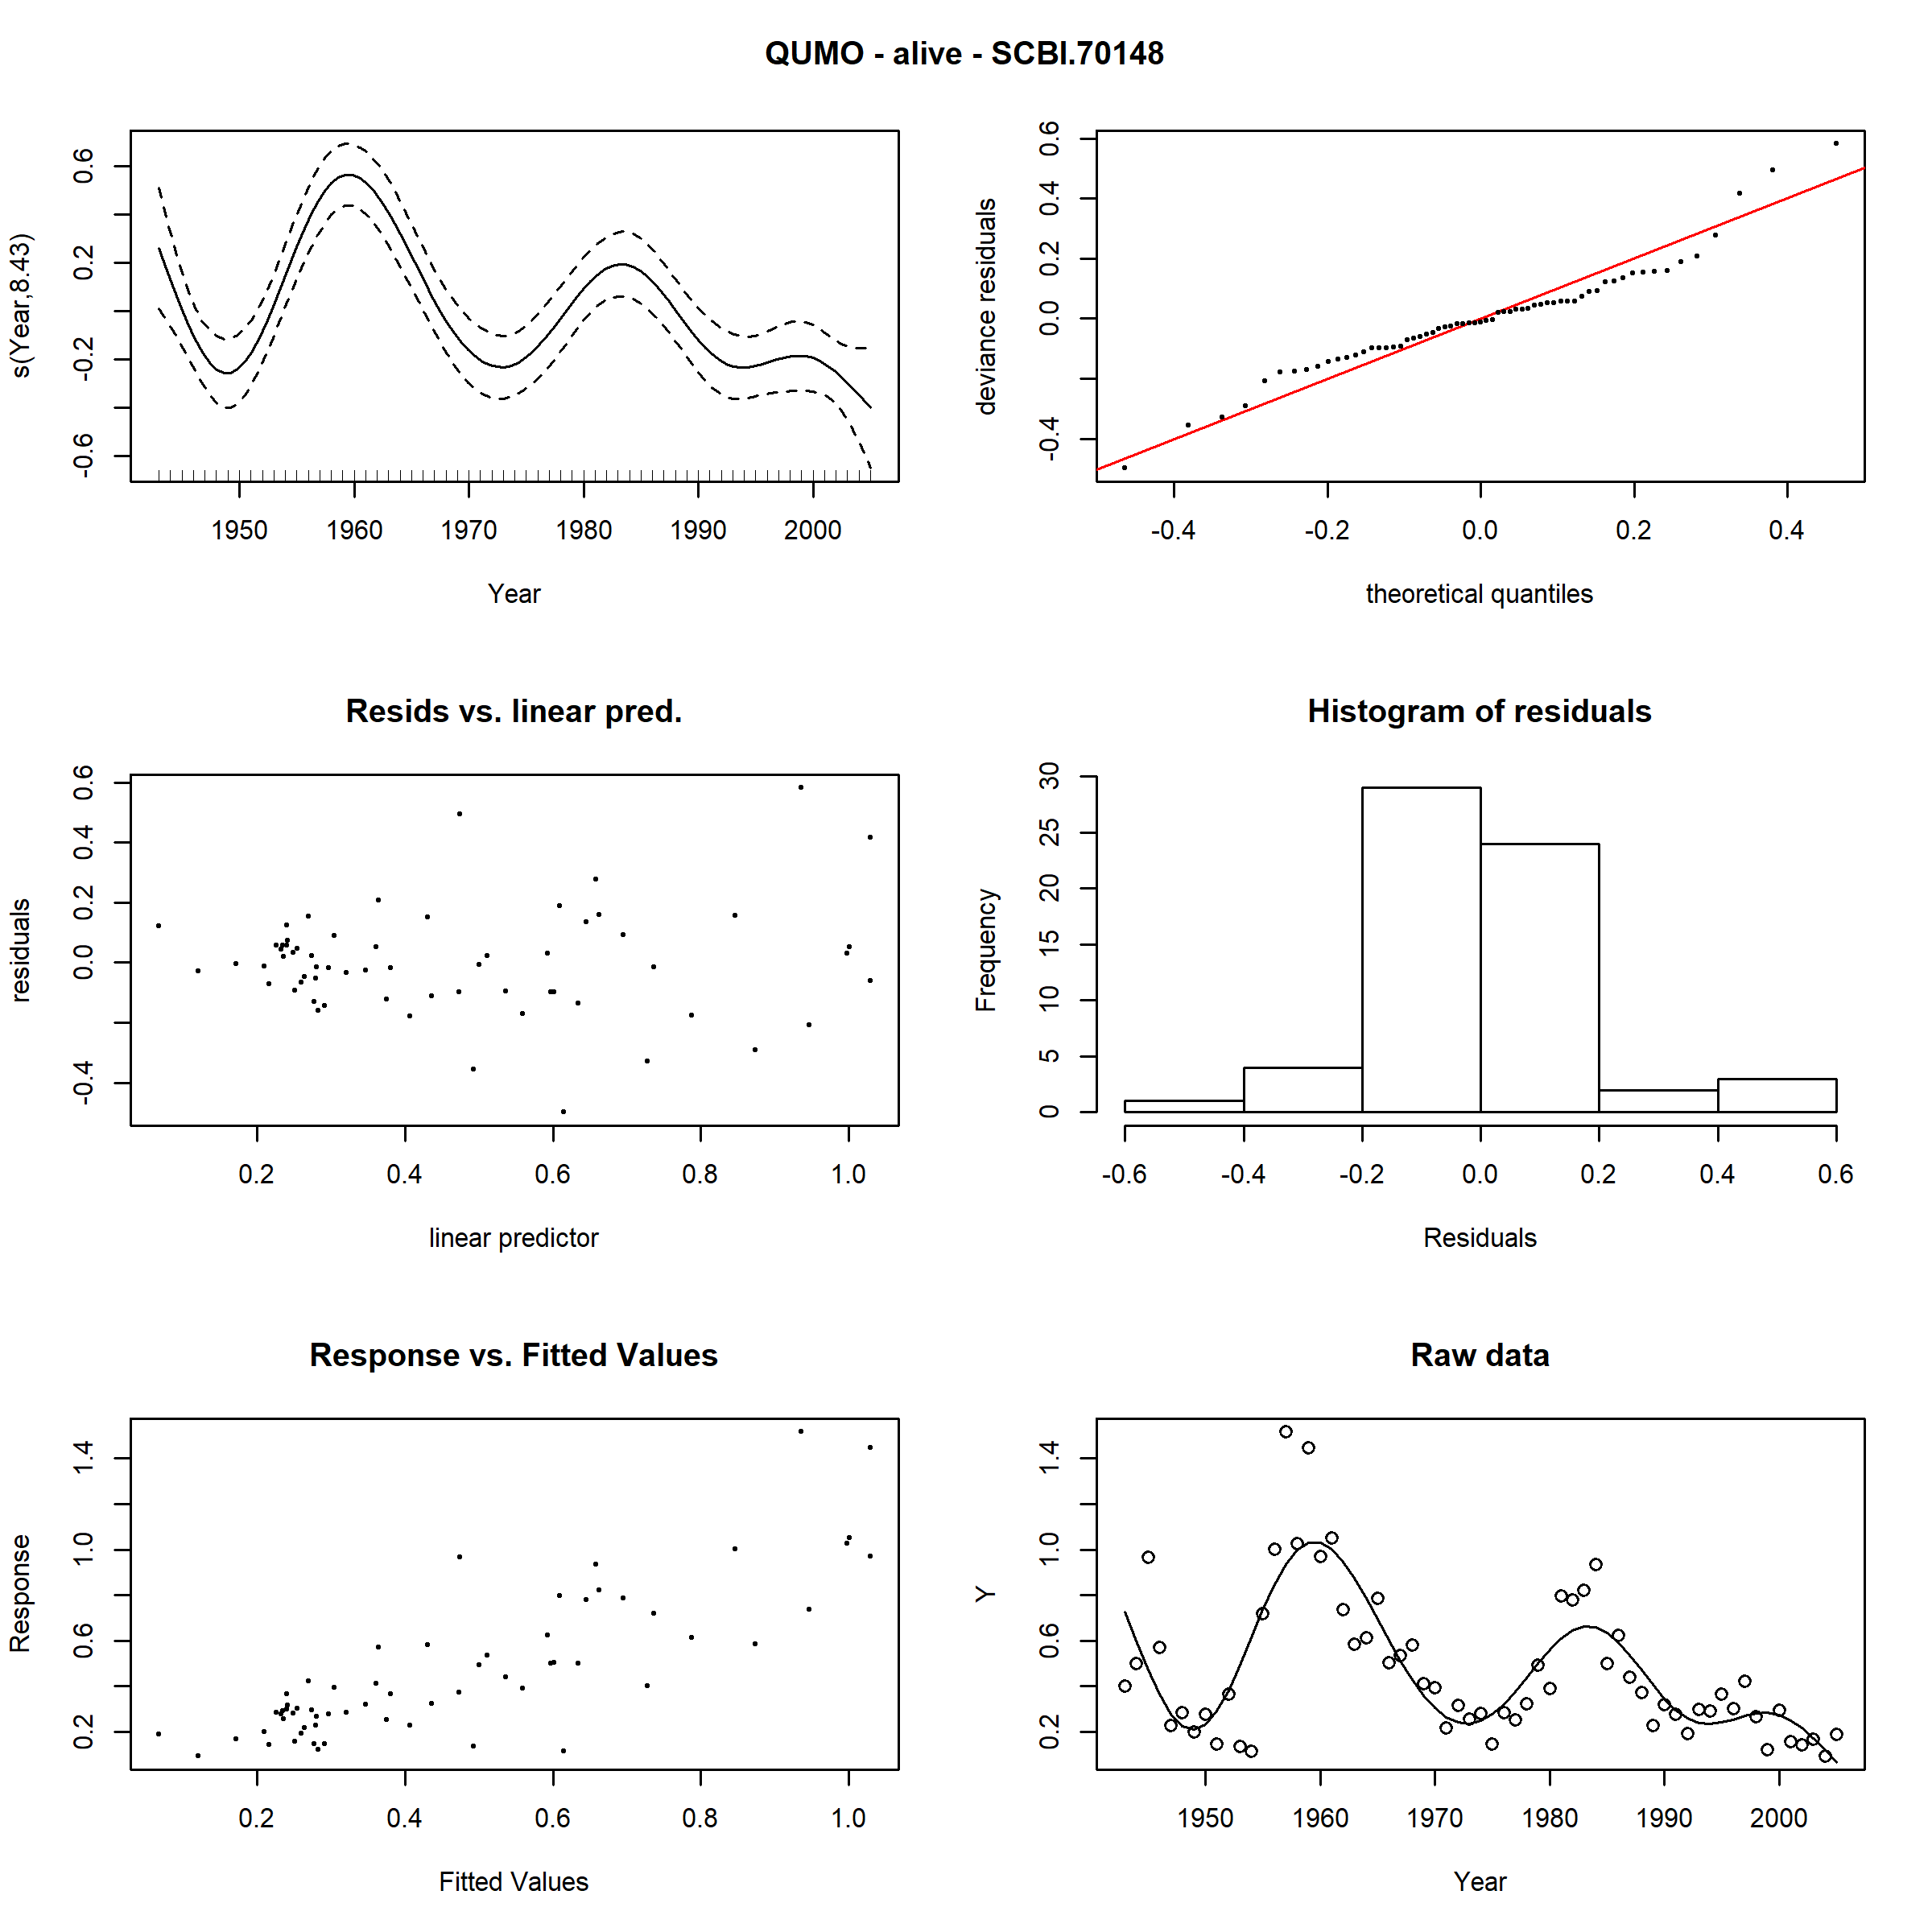 QUMO - alive - SCBI.70148
s(Year,8.43)
-0.6 -0.2 0.2 0.6
1950 1960 1970 1980 1990 2000
Year
deviance residuals
-0.4 0.0 0.2 0.4 0.6
-0.4 -0.2 0.0 0.2 0.4
theoretical quantiles
Resids vs. linear pred.
residuals
-0.4 0.0 0.2 0.4 0.6
0.2 0.4 0.6 0.8 1.0
linear predictor
Histogram of residuals
Frequency
0 5 10 15 20 25 30
-0.6 -0.4 -0.2 0.0 0.2 0.4 0.6
Residuals
Response vs. Fitted Values
Response
0.2 0.6 1.0 1.4
0.2 0.4 0.6 0.8 1.0
Fitted Values
Raw data
Y
0.2 0.6 1.0 1.4
1950 1960 1970 1980 1990 2000
Year